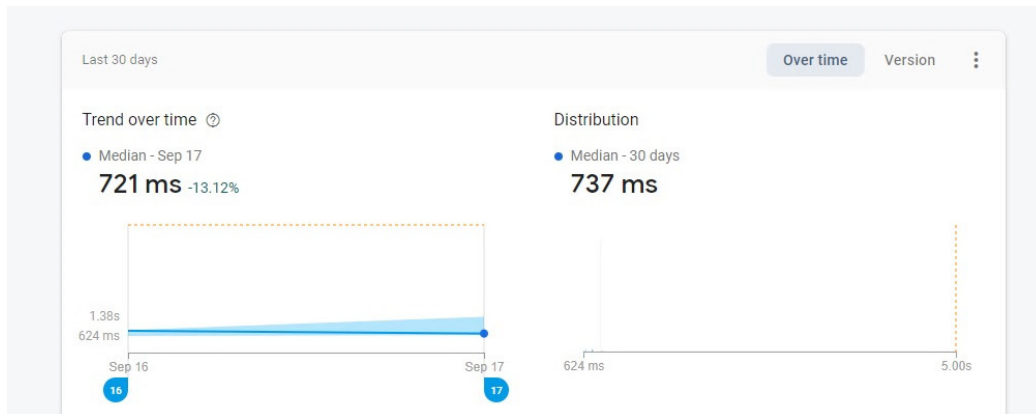 Last 30 days
Over time
Version
Trend over time
Median - Sep 17
721 ms -13.12%
1.38s
624 ms
Sep 16
Sep 17
16
17
Distribution
Median - 30 days
737 ms
624 ms
5.00s